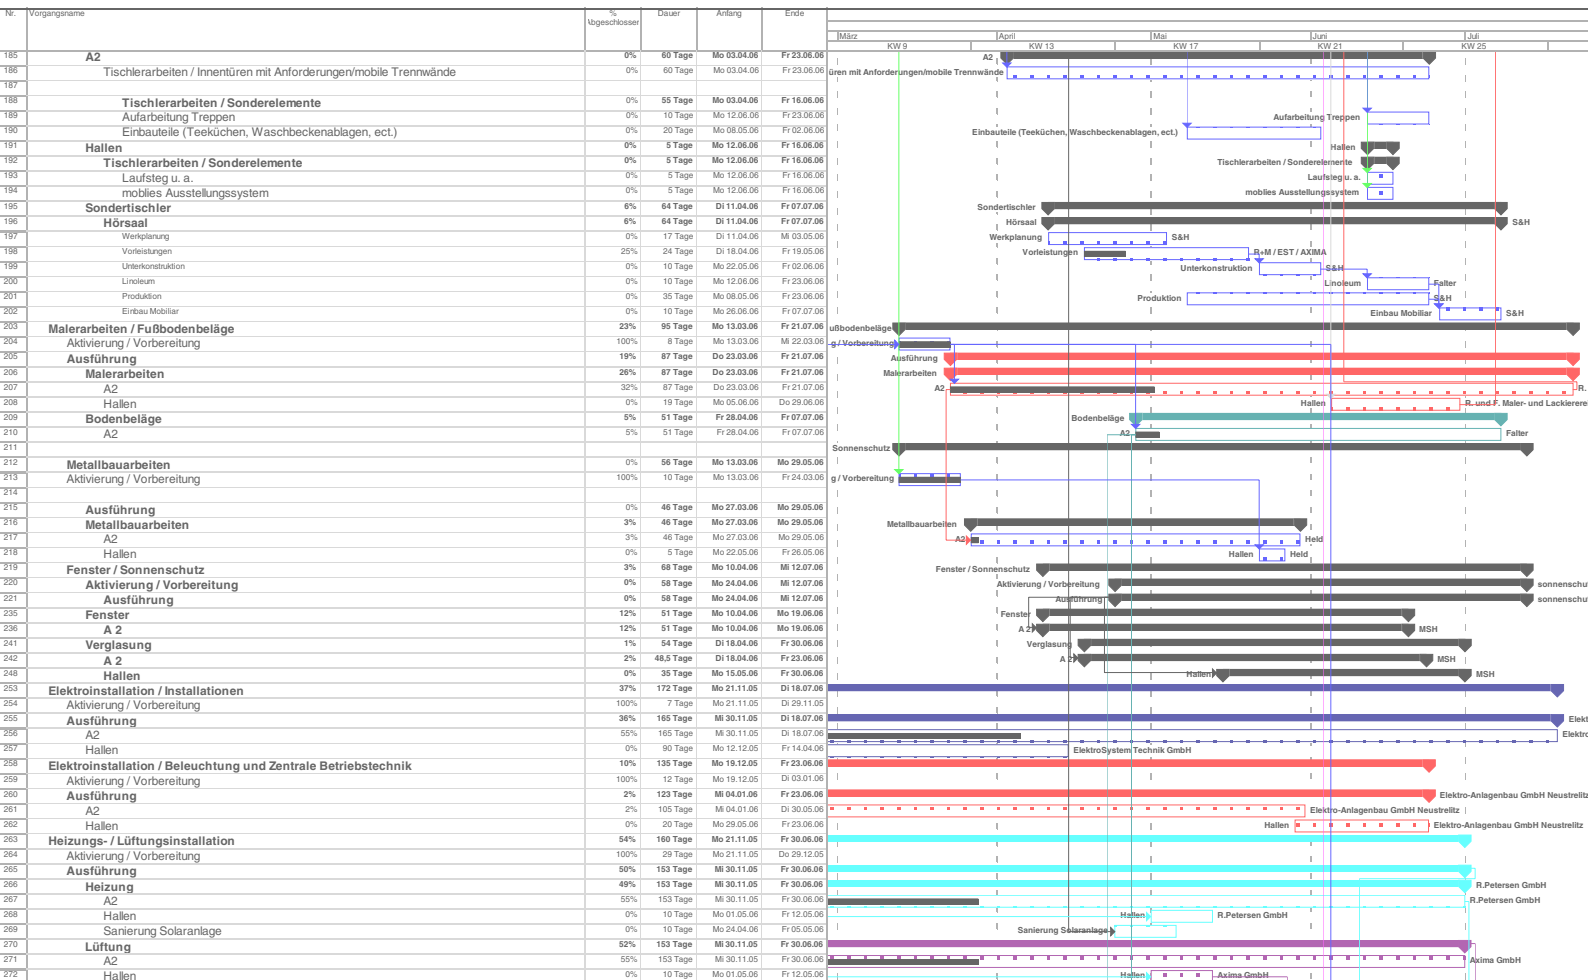 Nr. Vorgangsname % Abgeschlossen Dauer Anfang Ende
März April Mai Juni Juli
KW 9 KW 13 KW 17 KW 21 KW 25
185 A2 0% 60 Tage Mo 03.04.06 Fr 23.06.06 A2
186 Tischlerarbeiten / Innentüren mit Anforderungen/mobile Trennwände 0% 60 Tage Mo 03.04.06 Fr 23.06.06 üren mit Anforderungen/mobile Trennwände
187
188 Tischlerarbeiten / Sonderelemente 0% 55 Tage Mo 03.04.06 Fr 16.06.06
189 Aufarbeitung Treppen 0% 10 Tage Mo 12.06.06 Fr 23.06.06 Aufarbeitung Treppen
190 Einbauteile (Teeküchen, Waschbeckenablagen, ect.) 0% 20 Tage Mo 08.05.06 Fr 02.06.06 Einbauteile (Teeküchen, Waschbeckenablagen, ect.)
191 Hallen 0% 5 Tage Mo 12.06.06 Fr 16.06.06 Hallen
192 Tischlerarbeiten / Sonderelemente 0% 5 Tage Mo 12.06.06 Fr 16.06.06 Tischlerarbeiten / Sonderelemente
193 Laufsteg u. a. 0% 5 Tage Mo 12.06.06 Fr 16.06.06 Laufsteg u. a.
194 moblies Ausstellungssystem 0% 5 Tage Mo 12.06.06 Fr 16.06.06 moblies Ausstellungssystem
195 Sondertischler 6% 64 Tage Di 11.04.06 Fr 07.07.06 Sondertischler
196 Hörsaal 6% 64 Tage Di 11.04.06 Fr 07.07.06 Hörsaal S&H
197 Werkplanung 0% 17 Tage Di 11.04.06 Mi 03.05.06 Werkplanung S&H
198 Vorleistungen 25% 24 Tage Di 18.04.06 Fr 19.05.06 Vorleistungen R+M / EST / AXIMA
199 Unterkonstruktion 0% 10 Tage Mo 22.05.06 Fr 02.06.06 Unterkonstruktion S&H
200 Linoleum 0% 10 Tage Mo 12.06.06 Fr 23.06.06 Linoleum Falter
201 Produktion 0% 35 Tage Mo 08.05.06 Fr 23.06.06 Produktion S&H
202 Einbau Mobiliar 0% 10 Tage Mo 26.06.06 Fr 07.07.06 Einbau Mobiliar S&H
203 Malerarbeiten / Fußbodenbeläge 23% 95 Tage Mo 13.03.06 Fr 21.07.06 ußbodenbeläge
204 Aktivierung / Vorbereitung 100% 8 Tage Mo 13.03.06 Mi 22.03.06 g / Vorbereitung
205 Ausführung 19% 87 Tage Do 23.03.06 Fr 21.07.06 Ausführung
206 Malerarbeiten 26% 87 Tage Do 23.03.06 Fr 21.07.06 Malerarbeiten
207 A2 32% 87 Tage Do 23.03.06 Fr 21.07.06 A2 R.
208 Hallen 0% 19 Tage Mo 05.06.06 Do 29.06.06 Hallen R. und F. Maler- und Lackierere
209 Bodenbeläge 5% 51 Tage Fr 28.04.06 Fr 07.07.06 Bodenbeläge
210 A2 5% 51 Tage Fr 28.04.06 Fr 07.07.06 A2 Falter
211 Sonnenschutz
212 Metallbauarbeiten 0% 56 Tage Mo 13.03.06 Mo 29.05.06
213 Aktivierung / Vorbereitung 100% 10 Tage Mo 13.03.06 Fr 24.03.06 g / Vorbereitung
214
215 Ausführung 0% 46 Tage Mo 27.03.06 Mo 29.05.06
216 Metallbauarbeiten 3% 46 Tage Mo 27.03.06 Mo 29.05.06 Metallbauarbeiten
217 A2 3% 46 Tage Mo 27.03.06 Mo 29.05.06 A2 Held
218 Hallen 0% 5 Tage Mo 22.05.06 Fr 26.05.06 Hallen Held
219 Fenster / Sonnenschutz 3% 68 Tage Mo 10.04.06 Mi 12.07.06 Fenster / Sonnenschutz
220 Aktivierung / Vorbereitung 0% 58 Tage Mo 24.04.06 Mi 12.07.06 Aktivierung / Vorbereitung sonnenschu
221 Ausführung 0% 58 Tage Mo 24.04.06 Mi 12.07.06 Ausführung sonnenschu
235 Fenster 12% 51 Tage Mo 10.04.06 Mo 19.06.06 Fenster
236 A 2 12% 51 Tage Mo 10.04.06 Mo 19.06.06 A 2 MSH
241 Verglasung 1% 54 Tage Di 18.04.06 Fr 30.06.06 Verglasung
242 A 2 2% 48,5 Tage Di 18.04.06 Fr 23.06.06 A 2 MSH
248 Hallen 0% 35 Tage Mo 15.05.06 Fr 30.06.06 Hallen MSH
253 Elektroinstallation / Installationen 37% 172 Tage Mo 21.11.05 Di 18.07.06
254 Aktivierung / Vorbereitung 100% 7 Tage Mo 21.11.05 Di 29.11.05
255 Ausführung 36% 165 Tage Mi 30.11.05 Di 18.07.06 Elekt
256 A2 55% 165 Tage Mi 30.11.05 Di 18.07.06 Elektro
257 Hallen 0% 90 Tage Mo 12.12.05 Fr 14.04.06 ElektroSystem Technik GmbH
258 Elektroinstallation / Beleuchtung und Zentrale Betriebstechnik 10% 135 Tage Mo 19.12.05 Fr 23.06.06
259 Aktivierung / Vorbereitung 100% 12 Tage Mo 19.12.05 Di 03.01.06
260 Ausführung 2% 123 Tage Mi 04.01.06 Fr 23.06.06 Elektro-Anlagenbau GmbH Neustrelitz
261 A2 2% 105 Tage Mi 04.01.06 Di 30.05.06 Elektro-Anlagenbau GmbH Neustrelitz
262 Hallen 0% 20 Tage Mo 29.05.06 Fr 23.06.06 Hallen Elektro-Anlagenbau GmbH Neustrelitz
263 Heizungs- / Lüftungsinstallation 54% 160 Tage Mo 21.11.05 Fr 30.06.06
264 Aktivierung / Vorbereitung 100% 29 Tage Mo 21.11.05 Do 29.12.05
265 Ausführung 50% 153 Tage Mi 30.11.05 Fr 30.06.06
266 Heizung 49% 153 Tage Mi 30.11.05 Fr 30.06.06 R.Petersen GmbH
267 A2 55% 153 Tage Mi 30.11.05 Fr 30.06.06 R.Petersen GmbH
268 Hallen 0% 10 Tage Mo 01.05.06 Fr 12.05.06 Hallen R.Petersen GmbH
269 Sanierung Solaranlage 0% 10 Tage Mo 24.04.06 Fr 05.05.06 Sanierung Solaranlage
270 Lüftung 52% 153 Tage Mi 30.11.05 Fr 30.06.06
271 A2 55% 153 Tage Mi 30.11.05 Fr 30.06.06 Axima GmbH
272 Hallen 0% 10 Tage Mo 01.05.06 Fr 12.05.06 Hallen Axima GmbH